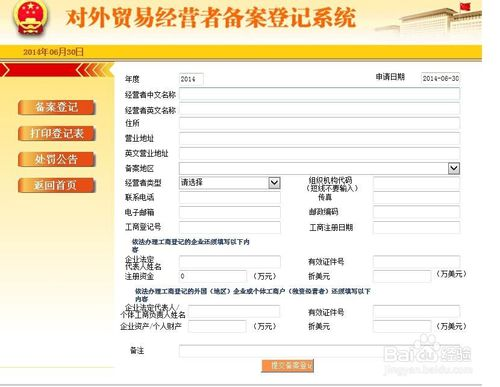 对外贸易经营者备案登记系统
2014年06月30日
备案登记
打印登记表
处罚公告
返回首页
年度 2014 申请日期 2014-06-30
经营者中文名称
经营者英文名称
住所
营业地址
英文营业地址
备案地区
经营者类型 请选择 组织机构代码
(短线不要输入)
联系电话 传真
电子邮箱 邮政编码
工商登记号 工商注册日期
依法办理工商登记的企业还须填写以下内
容
企业法定
代表人姓名 有效证件号
注册资金 0 (万元) 折美元 (万美元)
依法办理工商登记的外国(地区)企业或个体工商户(独资经营者)还须填写以下
内容
企业法定代表人/
个体工商负责人姓名 有效证件号
企业资产/个人财产 (万元) 折美元 (万美元)
备注
提交备案登记
Baidu经验
jingyan.baidu.com